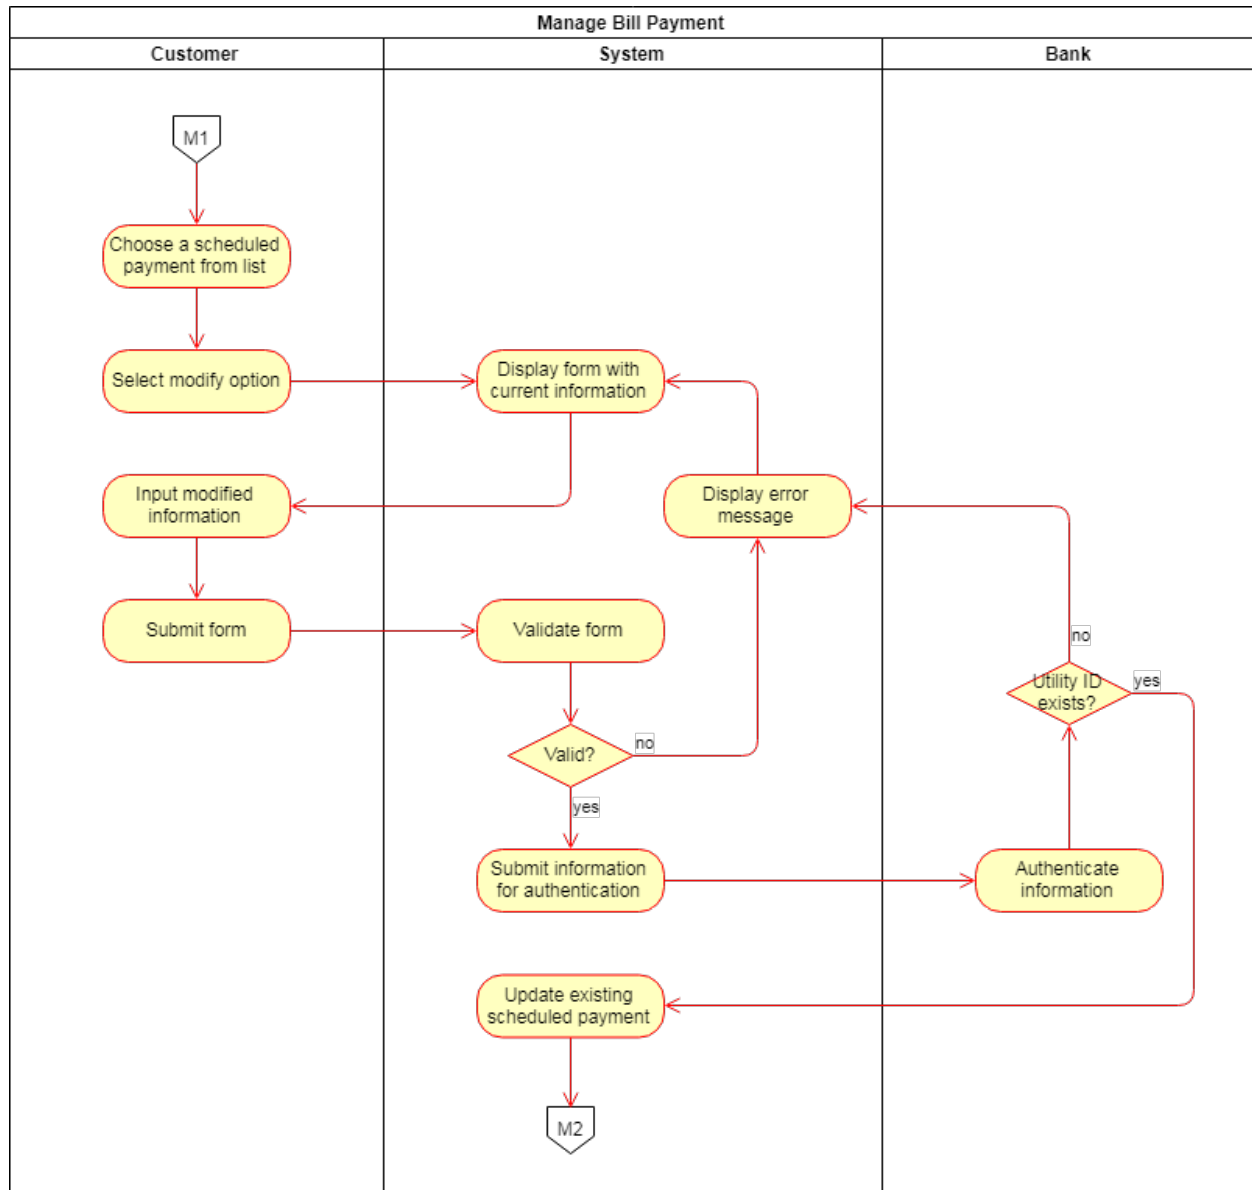 Manage Bill Payment
Customer
System
Bank
M1
Choose a scheduled
payment from list
Select modify option
Display form with
current information
Input modified
information
Display error
message
Submit form
Validate form
no
Utility ID
exists?
yes
Valid?
no
yes
Submit information
for authentication
Authenticate
information
Update existing
scheduled payment
M2